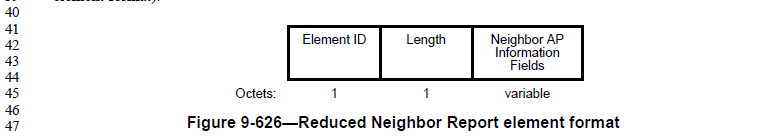 40
41
42
43
44
45
46
47
Element ID
Length
Neighbor AP
Information
Fields
Octets: 1 1 variable
Figure 9-626—Reduced Neighbor Report element format